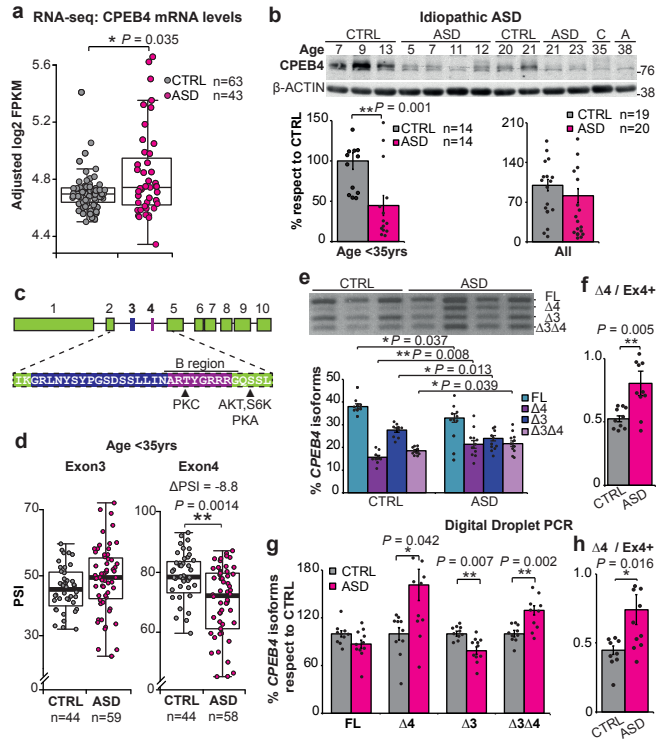 RNA-seq: CPEB4 mRNA levels
* P = 0.035
Adjusted log2 FPKM
5.6
5.2
4.8
4.4
CTRL n=63
ASD n=43
a
b
Idiopathic ASD
CTRL ASD CTRL ASD C A
Age 7 9 13 5 7 11 12 20 21 21 23 35 38
CPEB4
-76
β-ACTIN
-38
% respect to CTRL
150
100
50
0
** P = 0.001
CTRL n=14
ASD n=14
Age <35yrs
210
140
70
0
CTRL n=19
ASD n=20
All
c
1 2 3 4 5 6 7 8 9 10
B region
IKGRLNYSYPGSDSSLLINARTYGRRRGQSSL
PKC
AKT,S6K
PKA
d
Age <35yrs
Exon3
Exon4
ΔPSI = -8.8
P = 0.0014
**
PSI
70
50
30
0
100
80
60
0
CTRL ASD
n=44 n=59
CTRL ASD
n=44 n=58
e
CTRL ASD
FL
Δ4
Δ3
Δ3Δ4
* P = 0.037
** P = 0.008
* P = 0.013
* P = 0.039
% CPEB4 isoforms
60
40
20
0
FL
Δ4
Δ3
Δ3Δ4
CTRL ASD
f
Δ4 / Ex4+
P = 0.005
**
1.0
0.5
0
CTRL
ASD
Digital Droplet PCR
g
CTRL
ASD
% CPEB4 isoforms
respect to CTRL
180
120
60
0
P = 0.042
*
P = 0.007
**
P = 0.002
**
FL Δ4 Δ3 Δ3Δ4
h
Δ4 / Ex4+
P = 0.016
*
1.0
0.5
0
CTRL
ASD